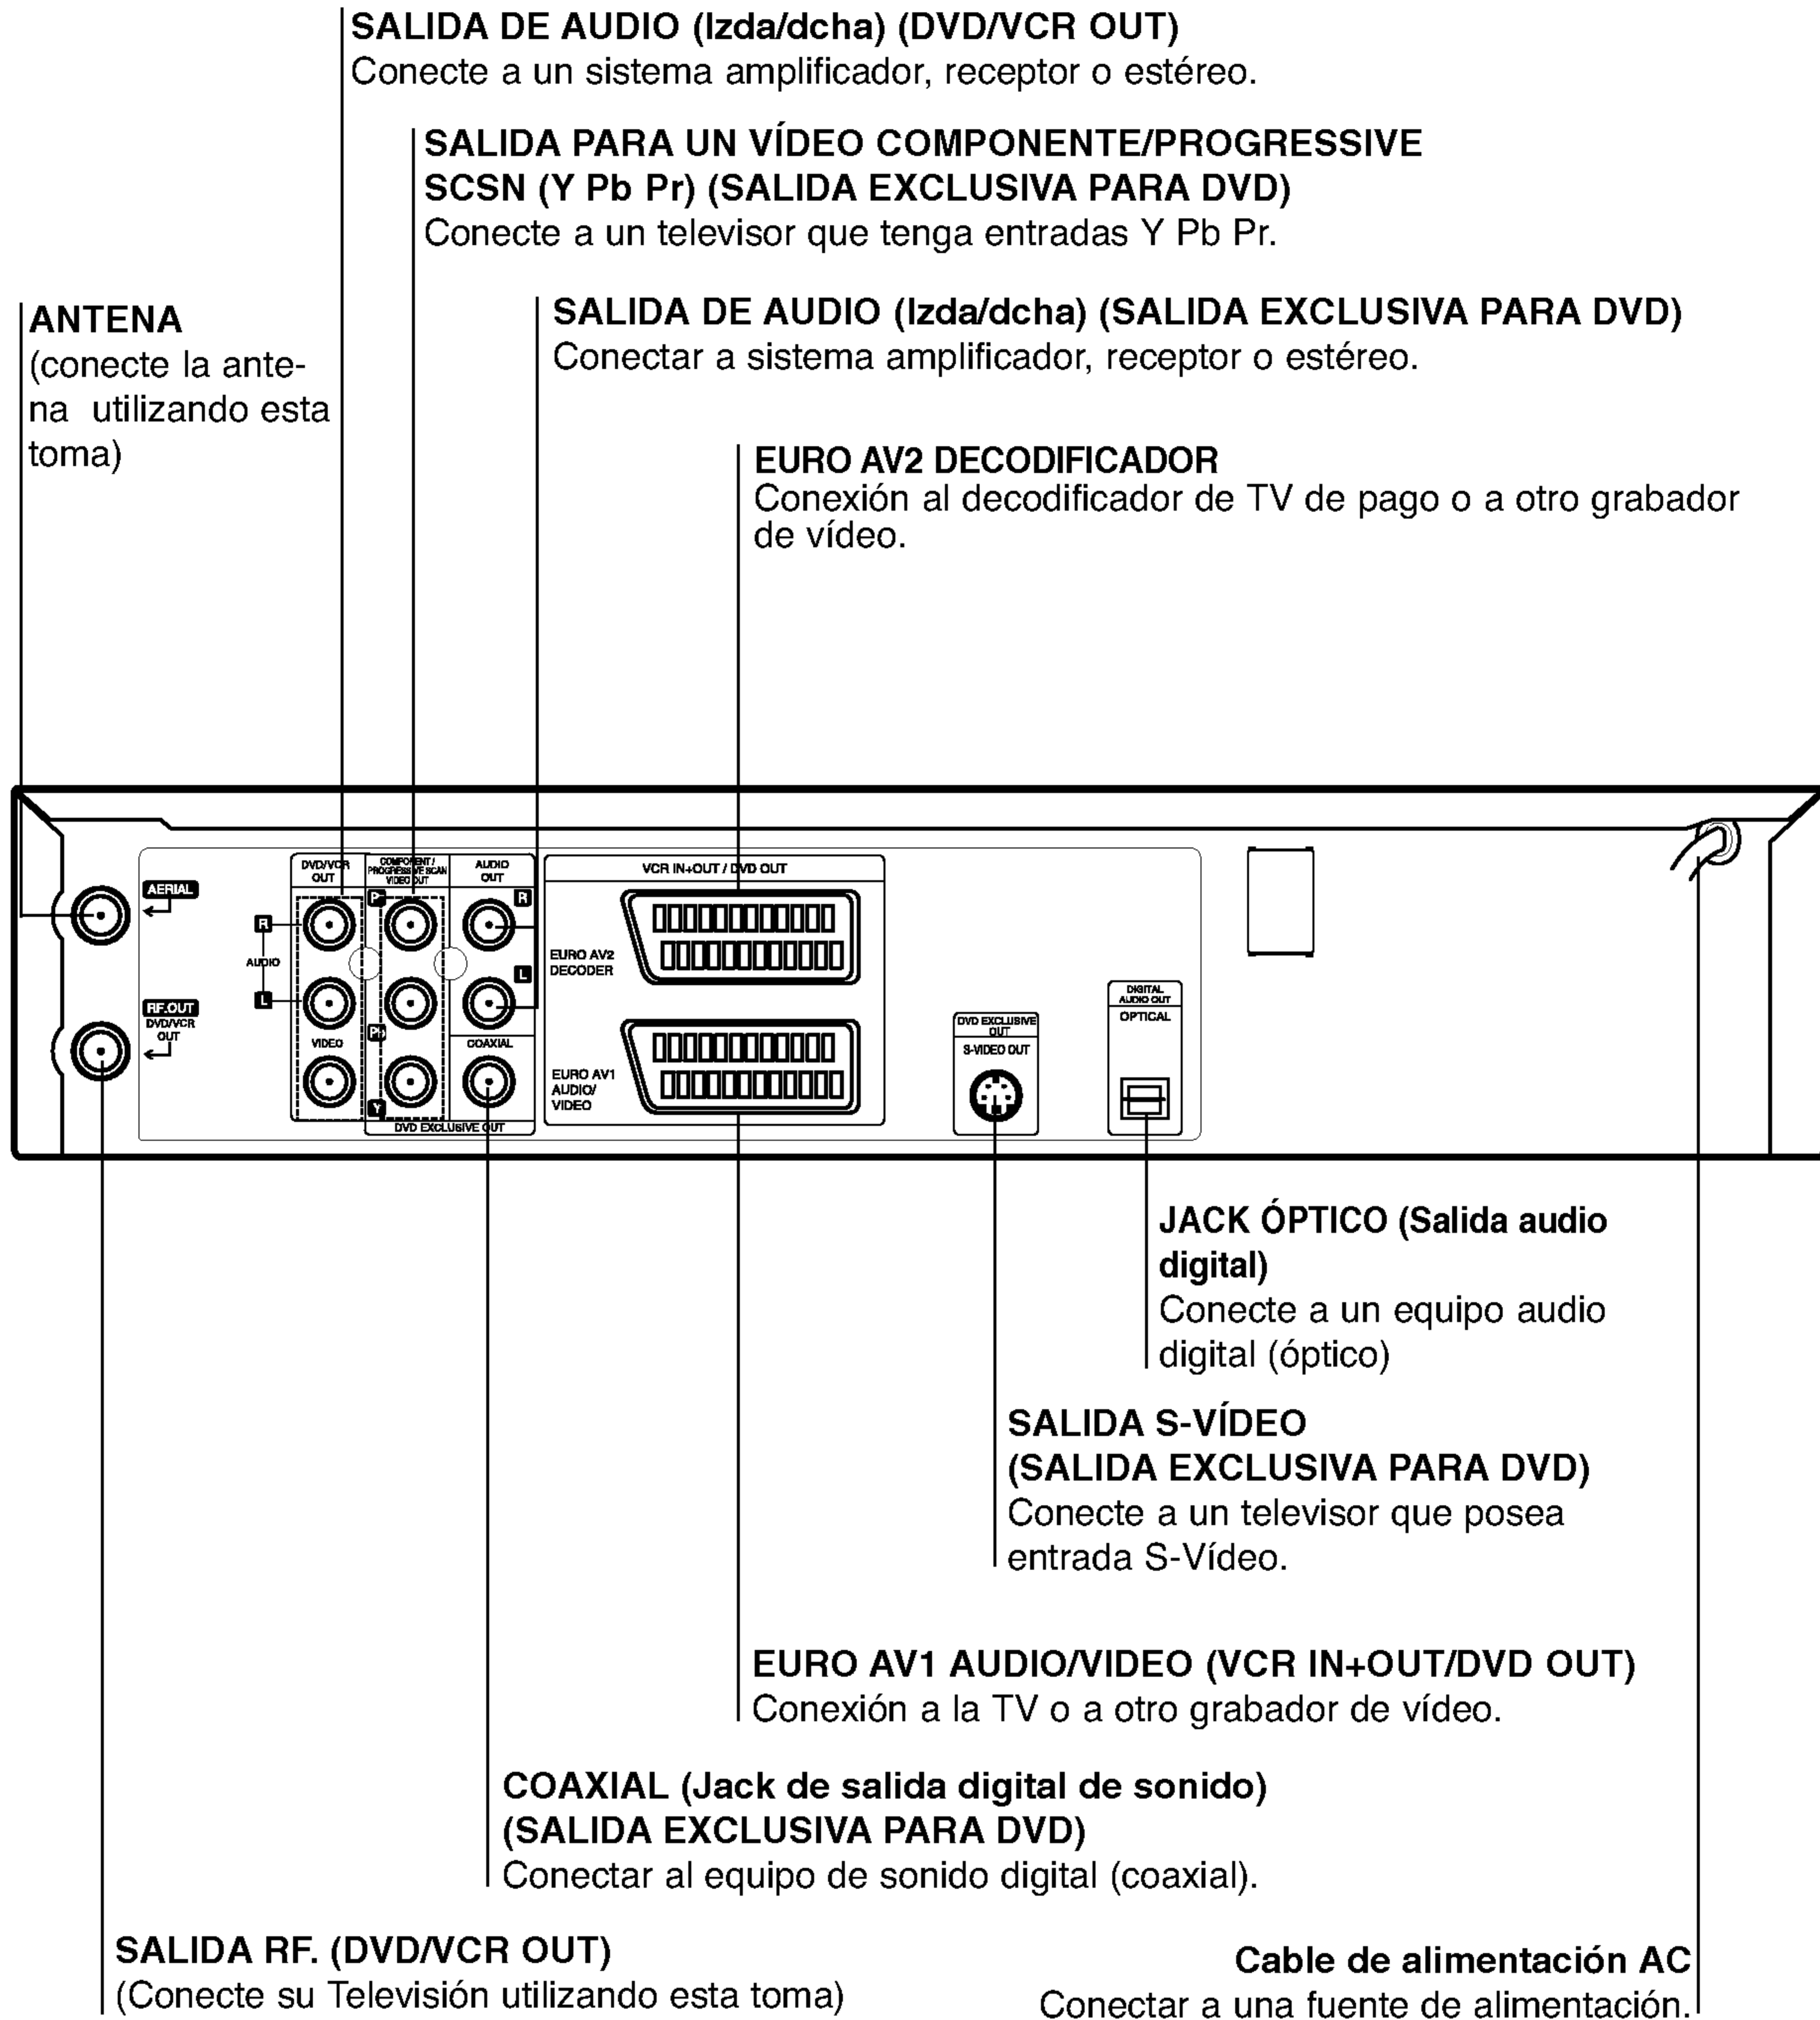 SALIDA DE AUDIO (Izda/dcha) (DVD/VCR OUT)
Conecte a un sistema amplificador, receptor o estéreo.
SALIDA PARA UN VÍDEO COMPONENTE/PROGRESSIVE
SCSN (Y Pb Pr) (SALIDA EXCLUSIVA PARA DVD)
Conecte a un televisor que tenga entradas Y Pb Pr.
ANTENA
(conecte la ante-
na utilizando esta
toma)
SALIDA DE AUDIO (Izda/dcha) (SALIDA EXCLUSIVA PARA DVD)
Conectar a sistema amplificador, receptor o estéreo.
EURO AV2 DECODIFICADOR
Conexión al decodificador de TV de pago o a otro grabador
de vídeo.
AERIAL
RF.OUT
DVD/VCR
OUT
DVD/VCR
OUT
R
AUDIO
L
VIDEO
COMPONENT /
PROGRESSIVE SCAN
VIDEO OUT
Pr
Pb
Y
AUDIO
OUT
R
L
COAXIAL
DVD EXCLUSIVE OUT
VCR IN+OUT / DVD OUT
EURO AV2
DECODER
EURO AV1
AUDIO/
VIDEO
DVD EXCLUSIVE
OUT
S-VIDEO OUT
DIGITAL
AUDIO OUT
OPTICAL
JACK ÓPTICO (Salida audio
digital)
Conecte a un equipo audio
digital (óptico)
SALIDA S-VÍDEO
(SALIDA EXCLUSIVA PARA DVD)
Conecte a un televisor que posea
entrada S-Vídeo.
EURO AV1 AUDIO/VIDEO (VCR IN+OUT/DVD OUT)
Conexión a la TV o a otro grabador de vídeo.
COAXIAL (Jack de salida digital de sonido)
(SALIDA EXCLUSIVA PARA DVD)
Conectar al equipo de sonido digital (coaxial).
SALIDA RF. (DVD/VCR OUT)
(Conecte su Televisión utilizando esta toma)
Cable de alimentación AC
Conectar a una fuente de alimentación.